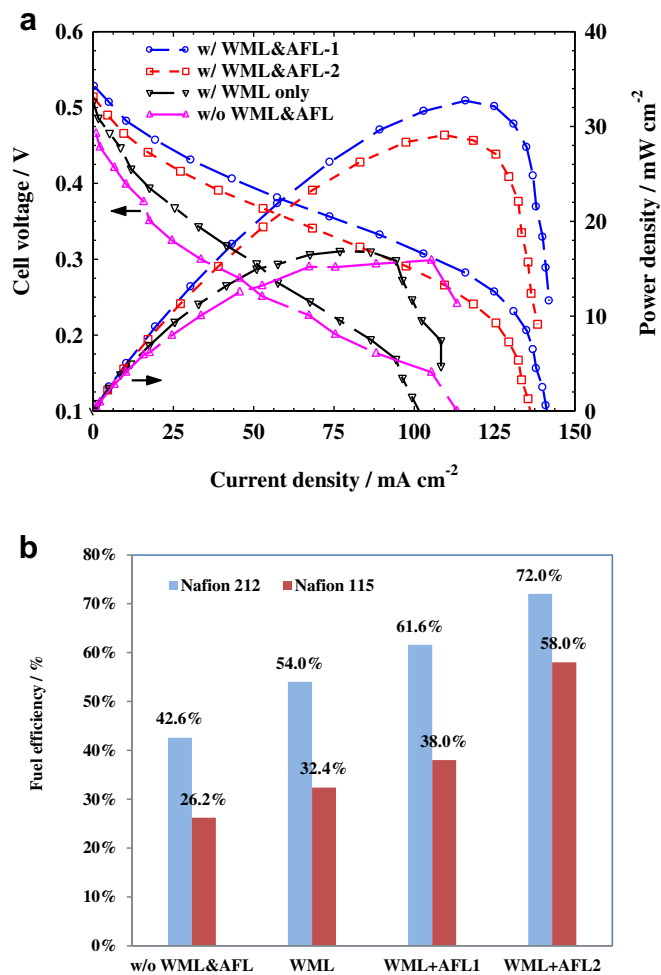 a
w/ WML&AFL-1
w/ WML&AFL-2
w/ WML only
w/o WML&AFL
0.6
0.5
0.4
0.3
0.2
0.1
Cell voltage / V
40
30
20
10
0
Power density / mW cm-2
0 25 50 75 100 125 150
Current density / mA cm-2
b
80%
70%
60%
50%
40%
30%
20%
10%
0%
Fuel efficiency / %
Nafion 212 Nafion 115
42.6%
26.2%
54.0%
32.4%
61.6%
38.0%
72.0%
58.0%
w/o WML&AFL WML WML+AFL1 WML+AFL2